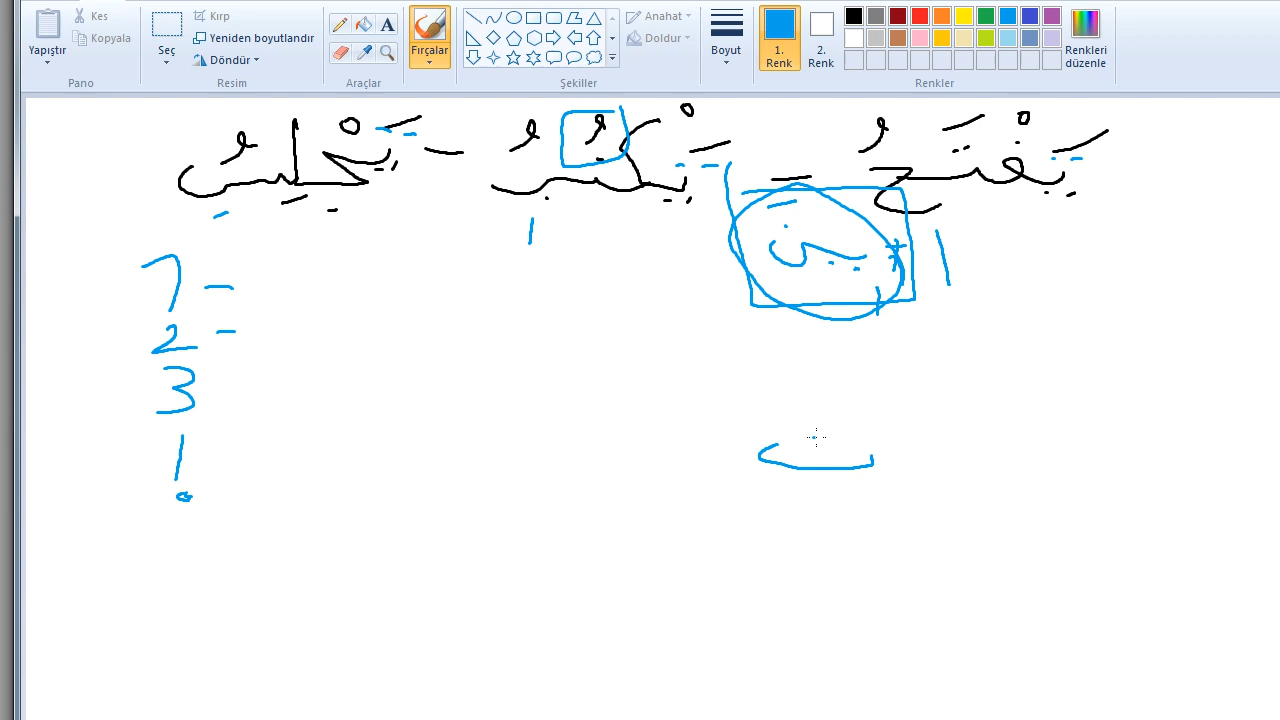 Yapıştır
Kes
Kopyala
Pano
Seç
Kırp
Yeniden boyutlandır
Döndür
Resim
A
Araçlar
Fırçalar
Anahat
Doldur
Şekiller
Boyut
1. Renk
2. Renk
Renkleri düzenle
Renkler
يَفْتَحُ – يَكْتُبُ – يَجْلِسُ
2
3